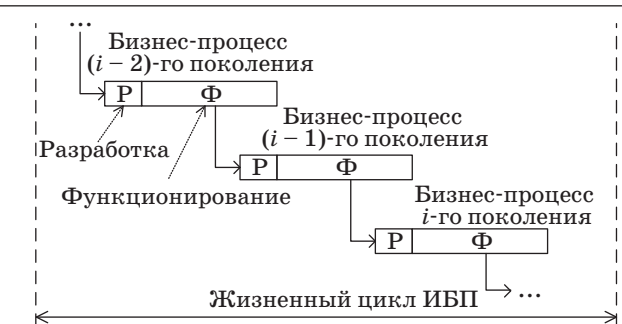 ...
Бизнес-процесс
(i – 2)-го поколения
Р Ф
Бизнес-процесс
(i – 1)-го поколения
Разработка
Р Ф
Функционирование
Бизнес-процесс
i-го поколения
Р Ф
Жизненный цикл ИБП
...